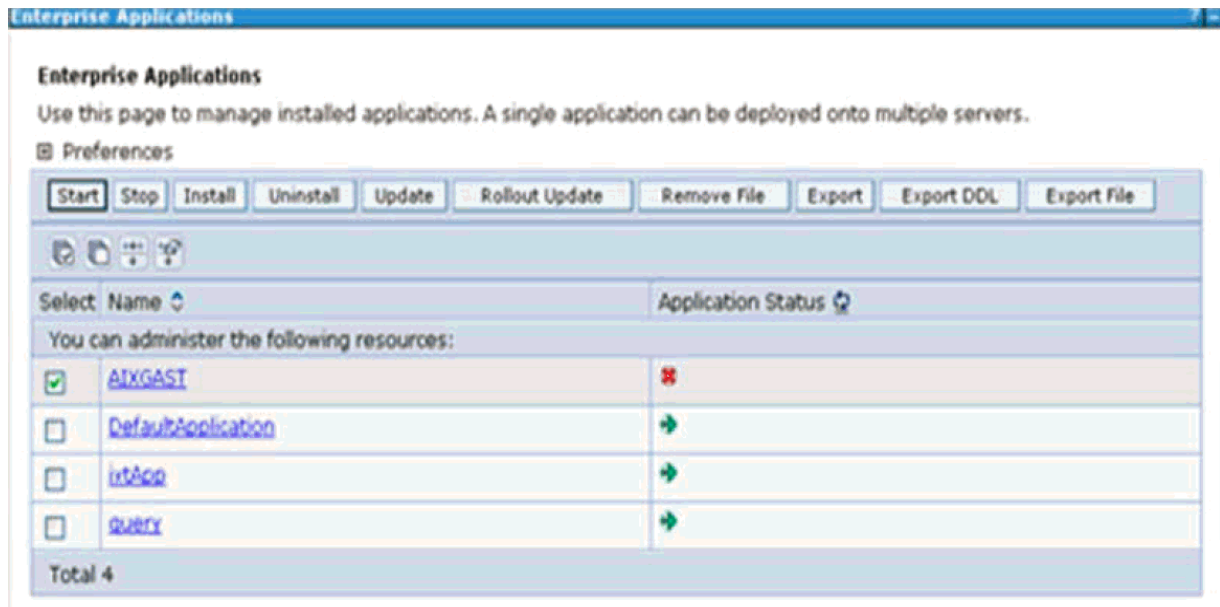 Enterprise Applications ? –
Enterprise Applications
Use this page to manage installed applications. A single application can be deployed onto multiple servers.
Preferences
Start Stop Install Uninstall Update Rollout Update Remove File Export Export DDL Export File
Select Name Application Status
You can administer the following resources:
AIXGAST
DefaultApplication
ixtApp
query
Total 4